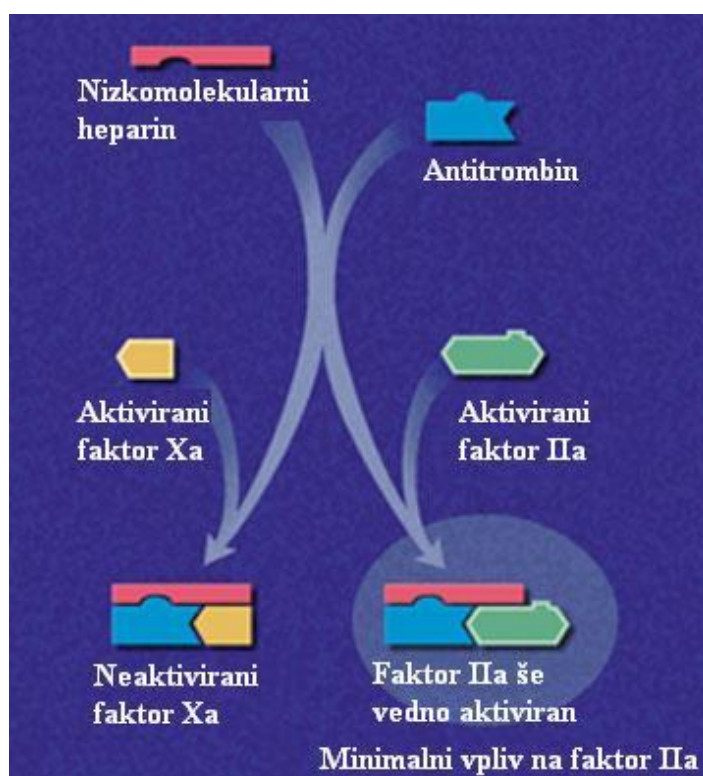 Nizkomolekularni
heparin
Antitrombin
Aktivirani
faktor Xa
Aktivirani
faktor IIa
Neaktivirani
faktor Xa
Faktor IIa še
vedno aktiviran
Minimalni vpliv na faktor IIa